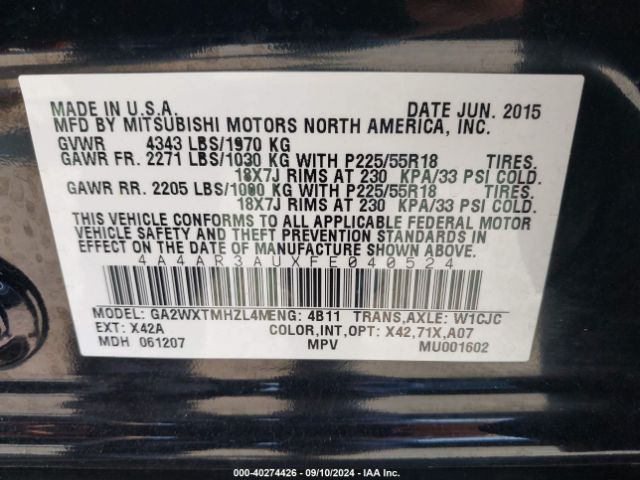 MADE IN U.S.A. DATE JUN. 2015
MFD BY MITSUBISHI MOTORS NORTH AMERICA, INC.
GVWR 4343 LBS/1970 KG
GAWR FR. 2271 LBS/1030 KG WITH P225/55R18 TIRES.
18X7J RIMS AT 230 KPA/33 PSI COLD.
GAWR RR. 2205 LBS/1000 KG WITH P225/55R18 TIRES.
18X7J RIMS AT 230 KPA/33 PSI COLD.
THIS VEHICLE CONFORMS TO ALL APPLICABLE FEDERAL MOTOR
VEHICLE SAFETY AND THEFT PREVENTION STANDARDS IN
EFFECT ON THE DATE OF MANUFACTURE SHOWN ABOVE.
4A4AR3AUXFE040524
MODEL: GA2WXTMHZL4MENG: 4B11 TRANS,AXLE: W1CJC
EXT: X42A COLOR,INT,OPT: X42,71X,A07
MDH 061207 MPV MU001602
000-40274426 - 09/10/2024 - IAA Inc.